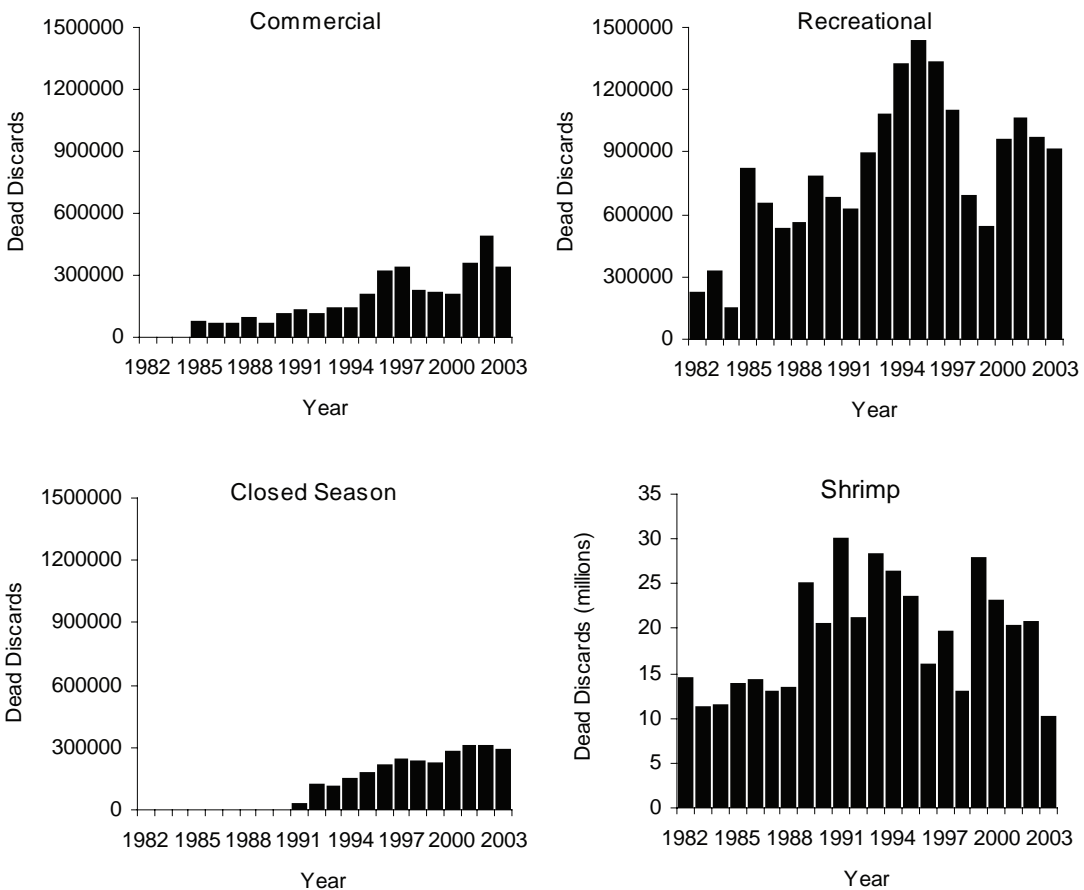 Commercial
1500000
1200000
900000
600000
300000
0
Dead Discards
1982 1985 1988 1991 1994 1997 2000 2003
Year
Recreational
1500000
1200000
900000
600000
300000
0
Dead Discards
1982 1985 1988 1991 1994 1997 2000 2003
Year
Closed Season
1500000
1200000
900000
600000
300000
0
Dead Discards
1982 1985 1988 1991 1994 1997 2000 2003
Year
Shrimp
35
30
25
20
15
10
5
0
Dead Discards (millions)
1982 1985 1988 1991 1994 1997 2000 2003
Year